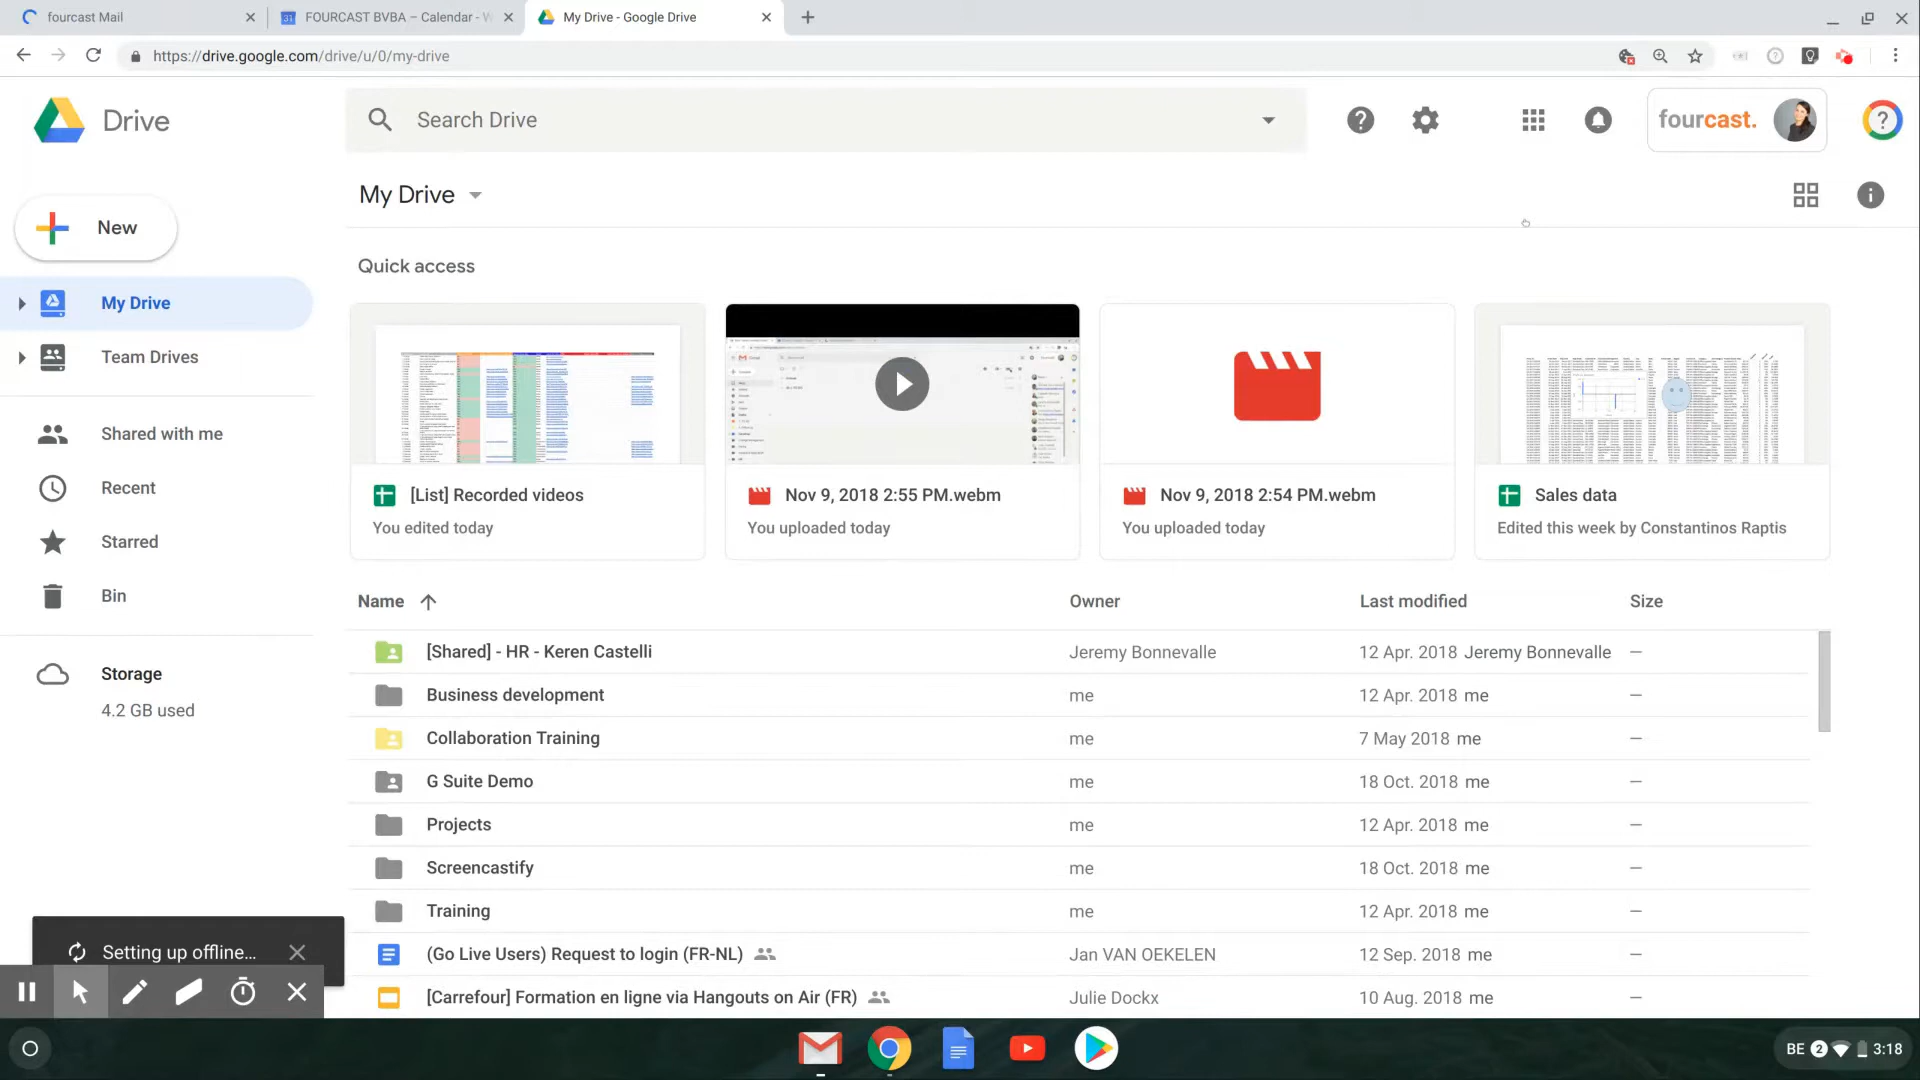 fourcast Mail
FOURCAST BVBA – Calendar - W
My Drive - Google Drive
https://drive.google.com/drive/u/0/my-drive
Drive
Search Drive
fourcast.
My Drive
New
Quick access
My Drive
Team Drives
Shared with me
Recent
Starred
Bin
Storage
4.2 GB used
[List] Recorded videos
You edited today
Nov 9, 2018 2:55 PM.webm
You uploaded today
Nov 9, 2018 2:54 PM.webm
You uploaded today
Sales data
Edited this week by Constantinos Raptis
Name Owner Last modified Size
[Shared] - HR - Keren Castelli Jeremy Bonnevalle 12 Apr. 2018 Jeremy Bonnevalle —
Business development me 12 Apr. 2018 me —
Collaboration Training me 7 May 2018 me —
G Suite Demo me 18 Oct. 2018 me —
Projects me 12 Apr. 2018 me —
Screencastify me 18 Oct. 2018 me —
Training me 12 Apr. 2018 me —
(Go Live Users) Request to login (FR-NL) Jan VAN OEKELEN 12 Sep. 2018 me —
[Carrefour] Formation en ligne via Hangouts on Air (FR) Julie Dockx 10 Aug. 2018 me —
Setting up offline...
BE 2 3:18